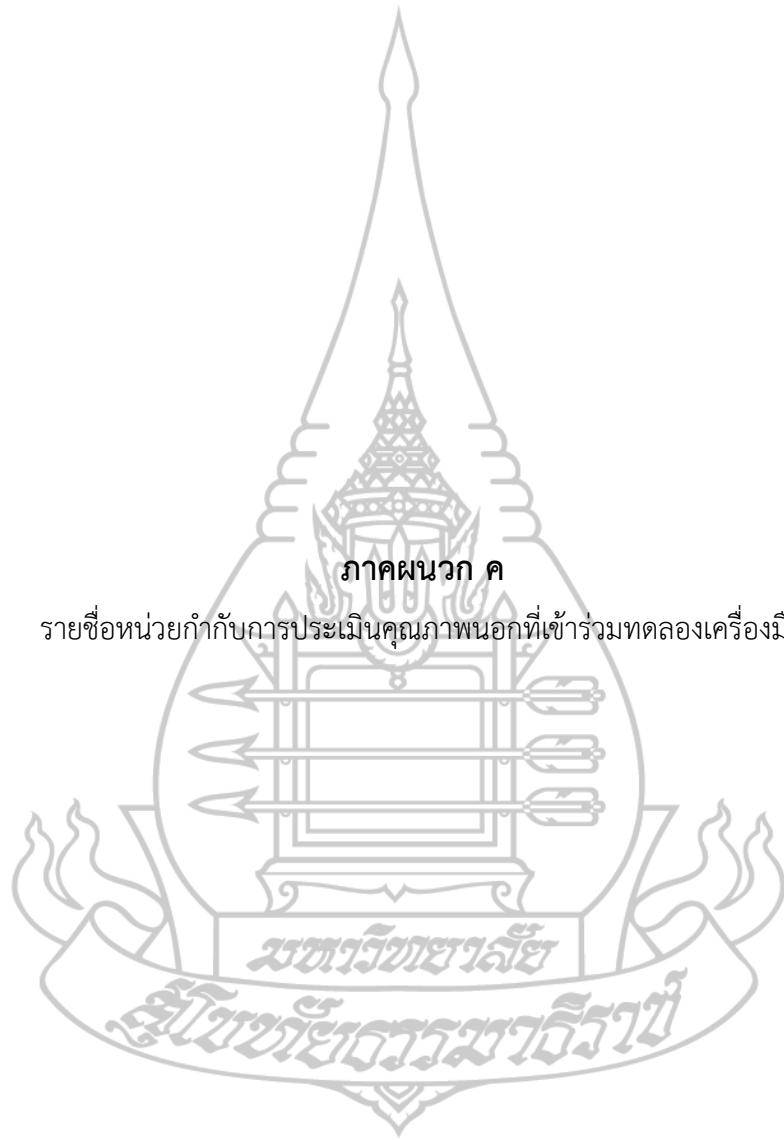 ภาคผนวก ค
รายชื่อหน่วยกำกับการประเมินคุณภาพนอกที่เข้าร่วมทดลองเครื่องมื
มหาวิทยาลัย
สุโขทัยธรรมาธิราช